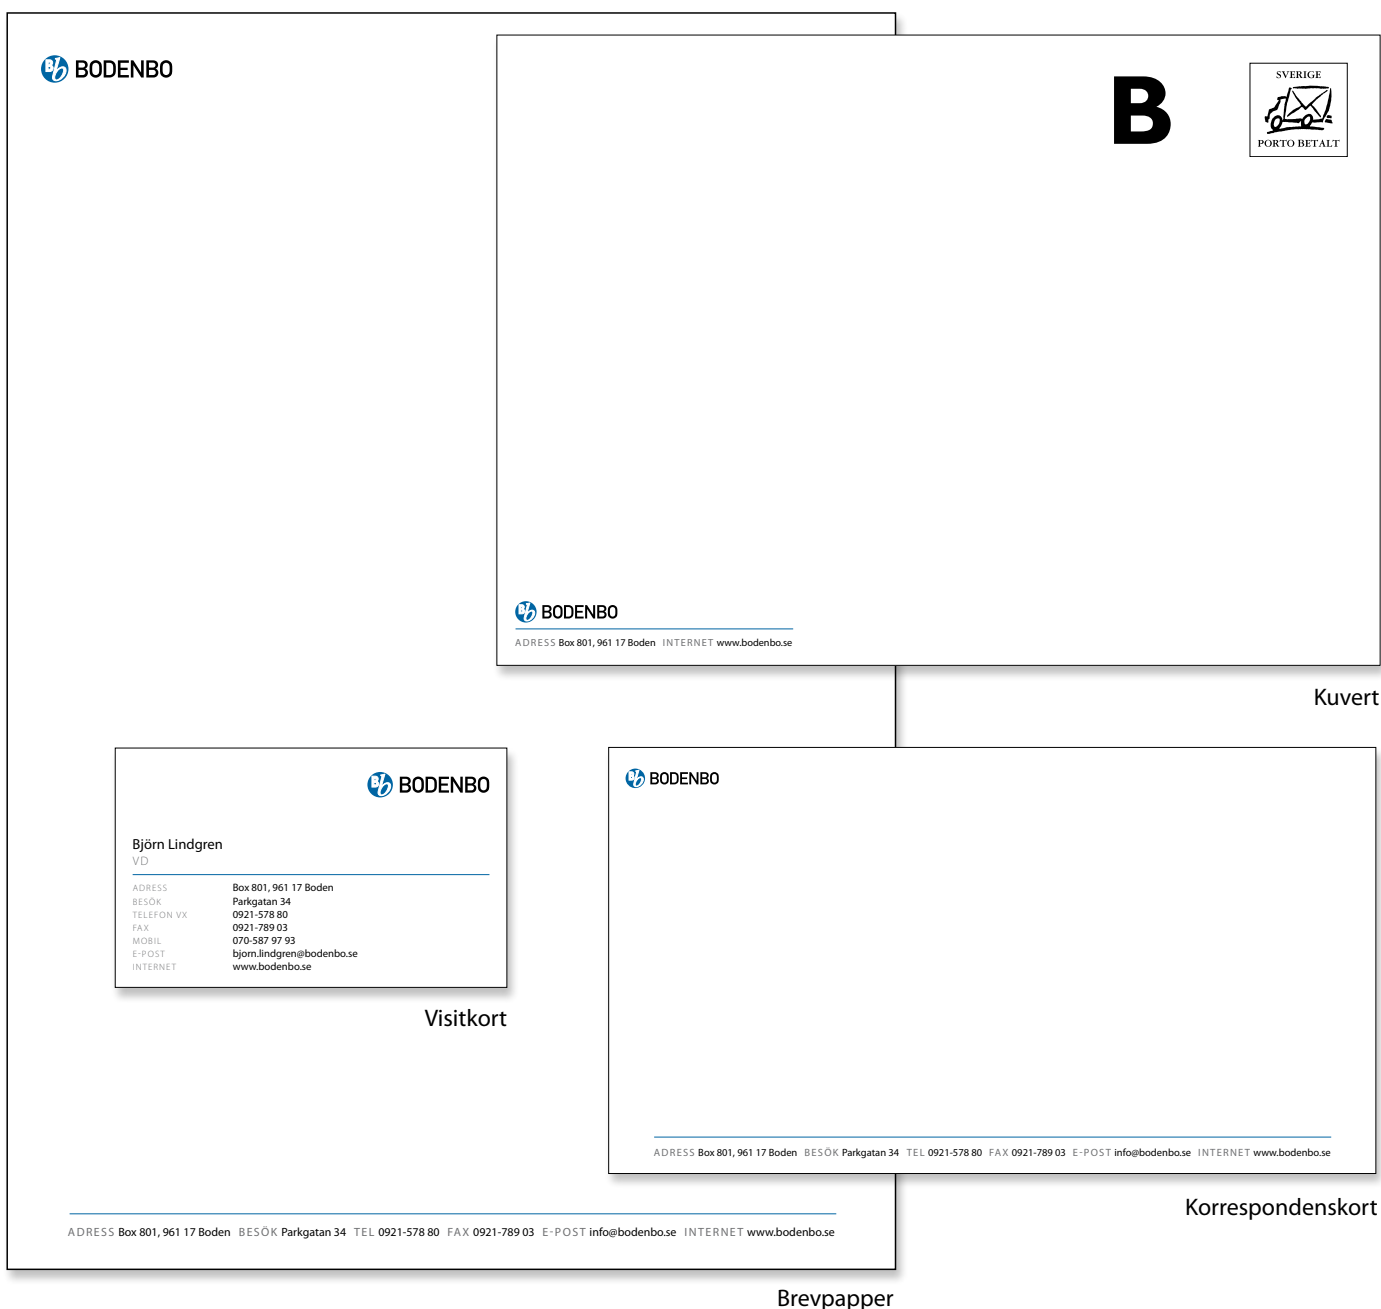 Bb BODENBO
B
SVERIGE
PORTO BETALT
Bb BODENBO
ADRESS Box 801, 961 17 Boden INTERNET www.bodenbo.se
Kuvert
Bb BODENBO
Björn Lindgren
VD
ADRESS Box 801, 961 17 Boden
BESÖK Parkgatan 34
TELEFON VX 0921-578 80
FAX 0921-789 03
MOBIL 070-587 97 93
E-POST bjorn.lindgren@bodenbo.se
INTERNET www.bodenbo.se
Visitkort
Bb BODENBO
ADRESS Box 801, 961 17 Boden BESÖK Parkgatan 34 TEL 0921-578 80 FAX 0921-789 03 E-POST info@bodenbo.se INTERNET www.bodenbo.se
Korrespondenskort
ADRESS Box 801, 961 17 Boden BESÖK Parkgatan 34 TEL 0921-578 80 FAX 0921-789 03 E-POST info@bodenbo.se INTERNET www.bodenbo.se
Brevpapper